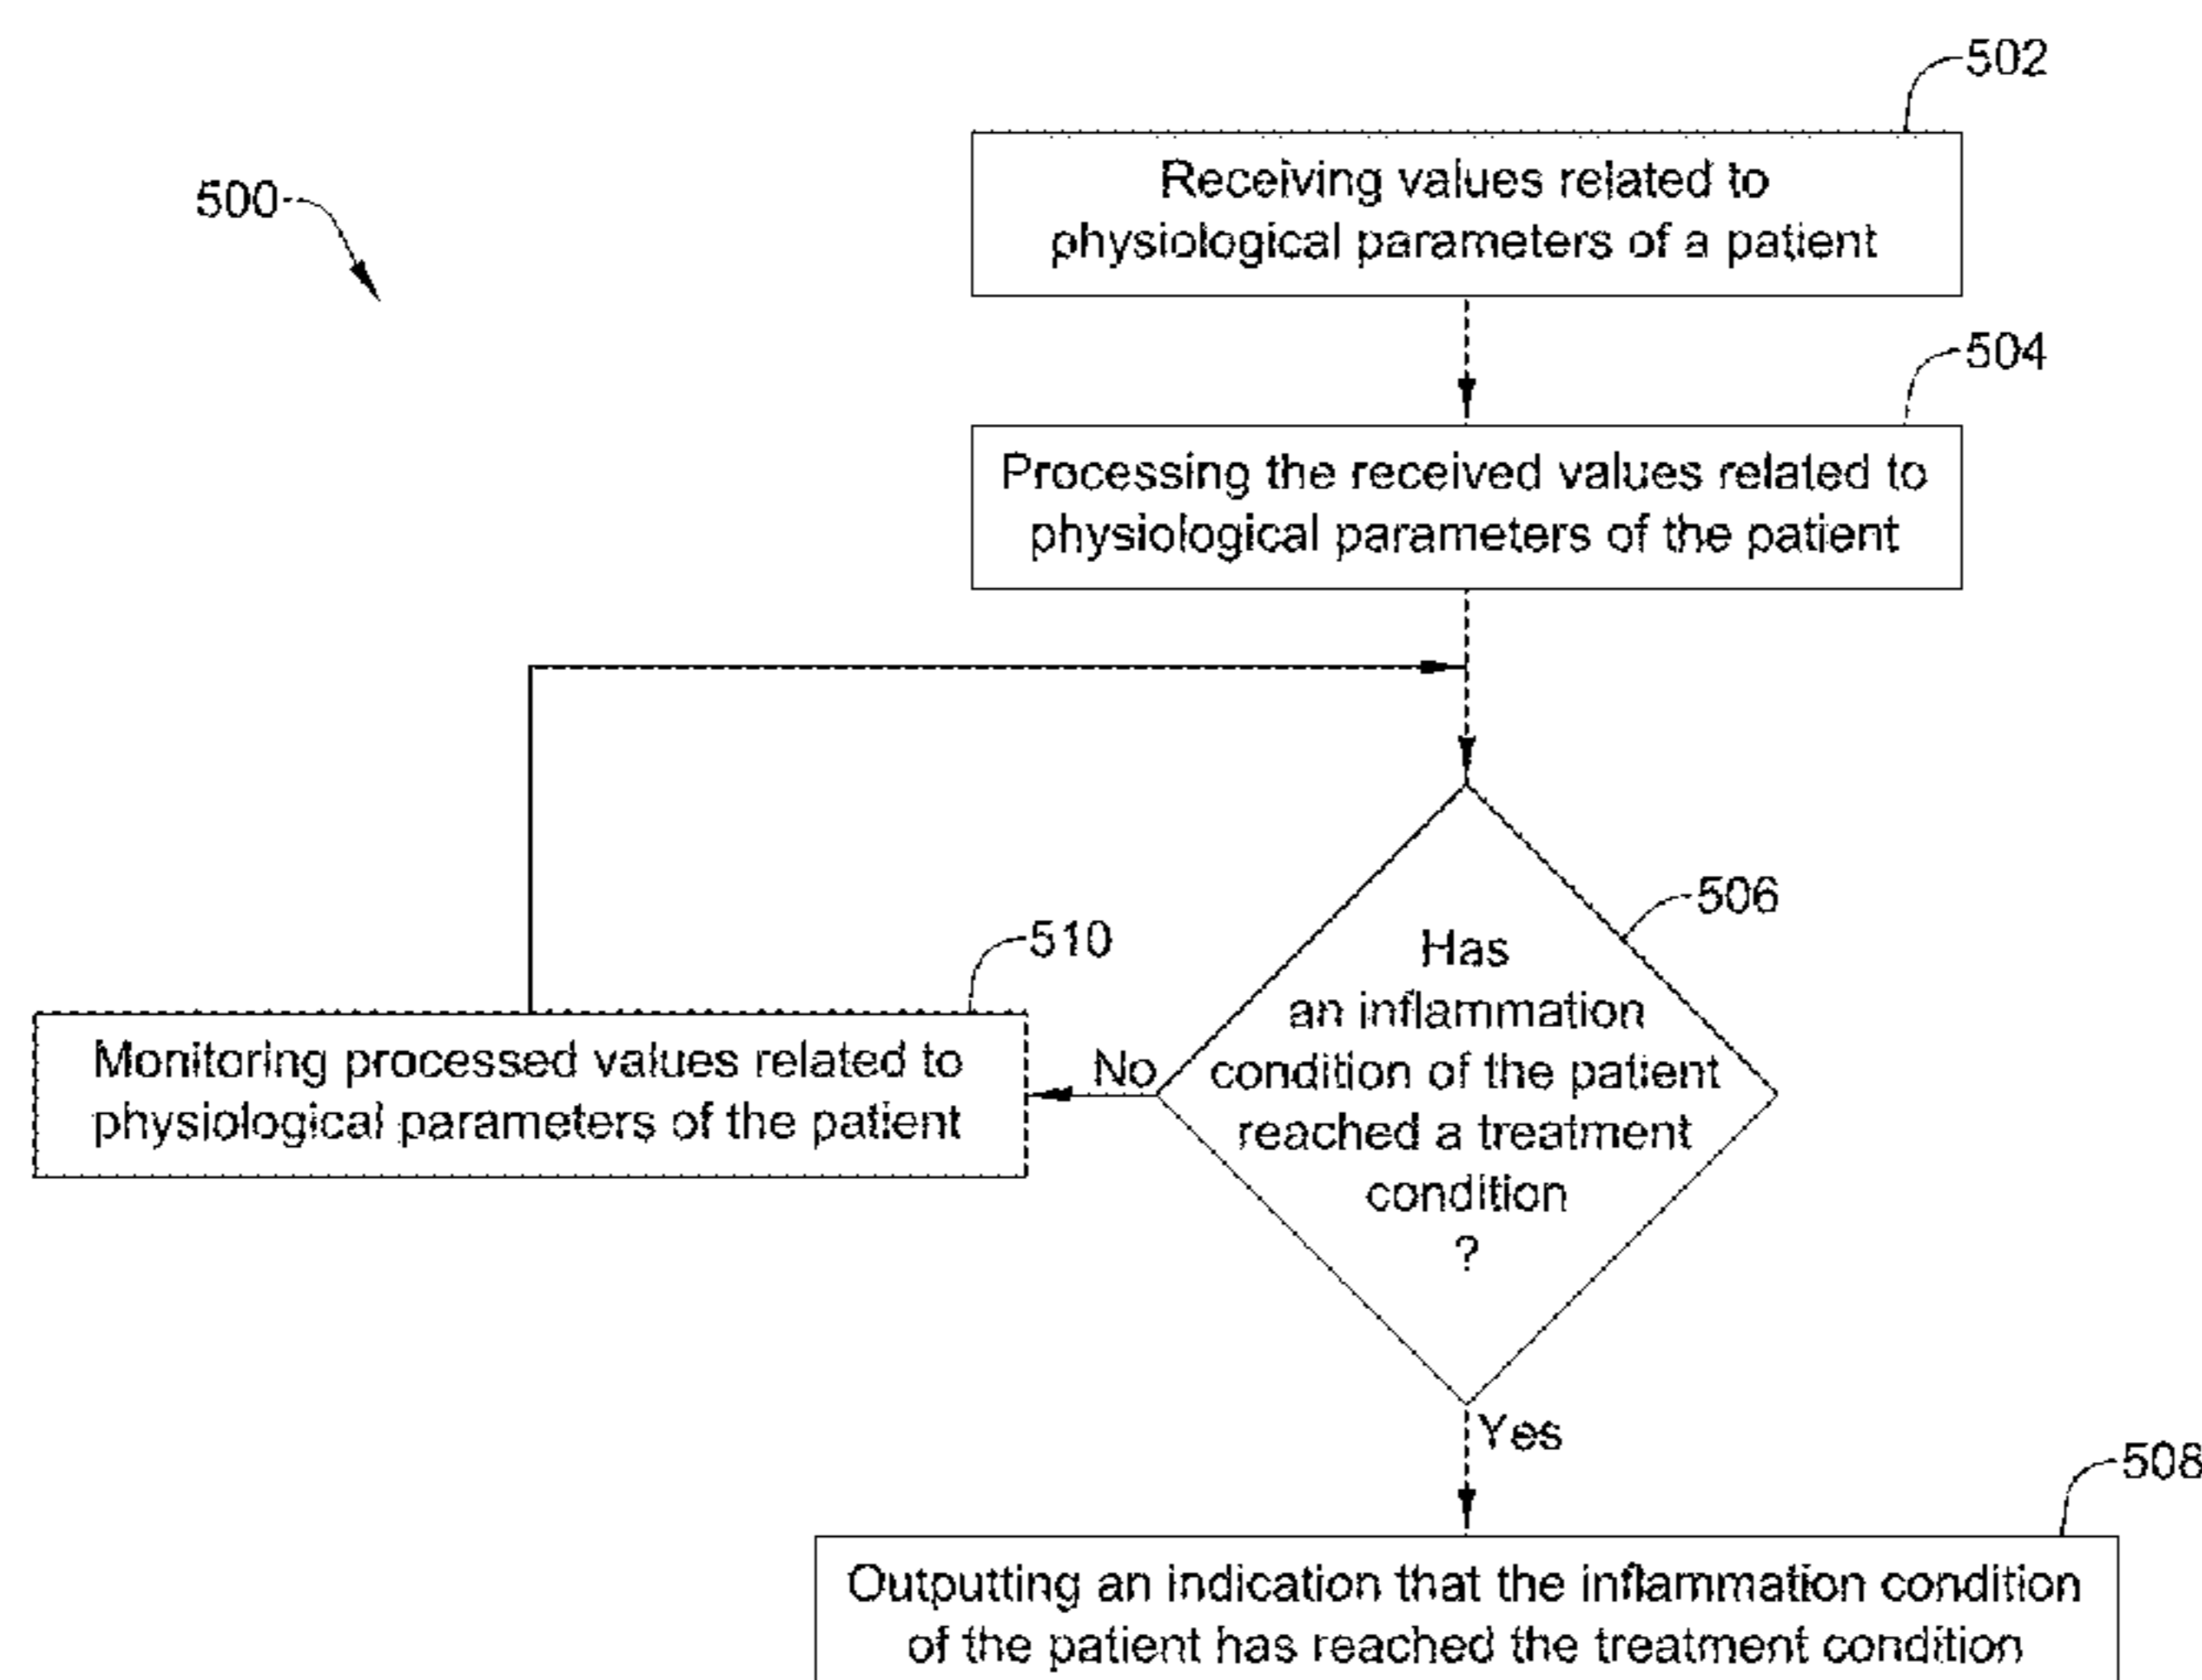 502
500
Receiving values related to
physiological parameters of a patient
504
Processing the received values related to
physiological parameters of the patient
506
Has
an inflammation
condition of the patient
reached a treatment
condition
?
510
No
Monitoring processed values related to
physiological parameters of the patient
Yes
508
Outputting an indication that the inflammation condition
of the patient has reached the treatment condition